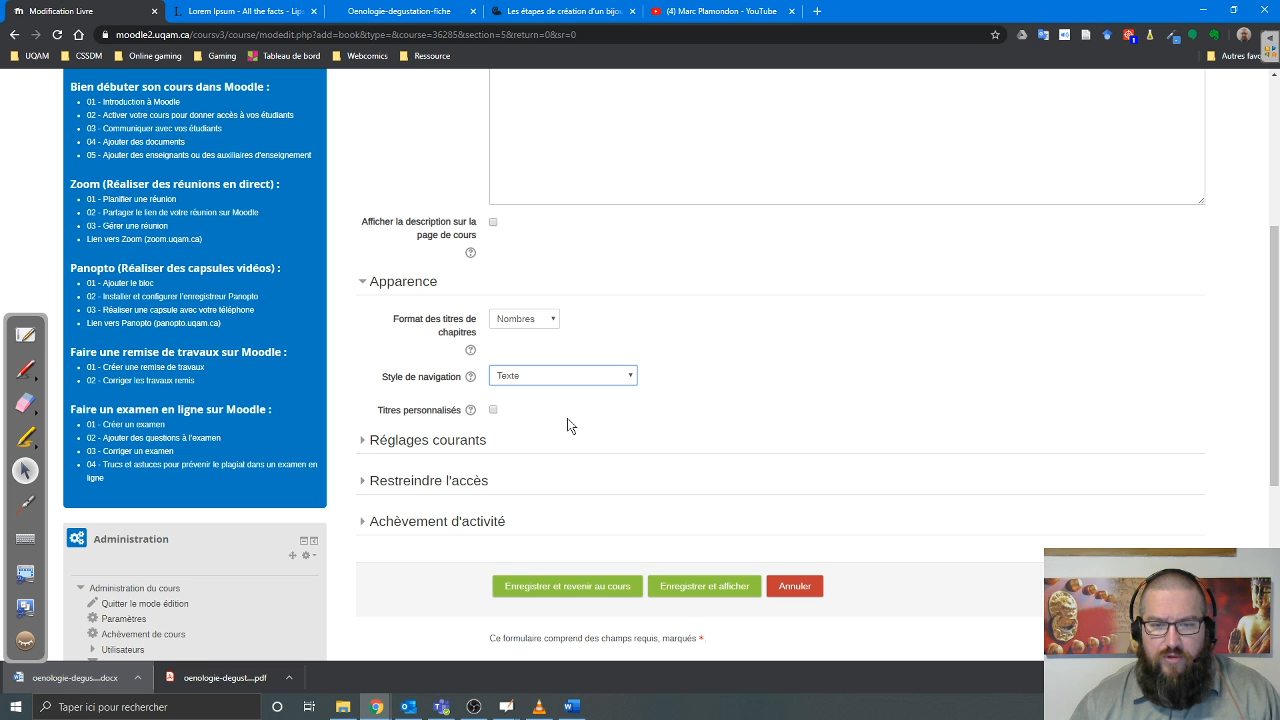 Modification Livre
Lorem Ipsum - All the facts - Lips
Oenologie-degustation-fiche
Les étapes de création d'un bijou
(4) Marc Plamondon - YouTube
moodle2.uqam.ca/coursv3/course/modedit.php?add=book&type=&course=36285&section=5&return=0&sr=0
UQAM
CSSDM
Online gaming
Gaming
Tableau de bord
Webcomics
Ressource
Autres favo
Bien débuter son cours dans Moodle :
01 - Introduction à Moodle
02 - Activer votre cours pour donner accès à vos étudiants
03 - Communiquer avec vos étudiants
04 - Ajouter des documents
05 - Ajouter des enseignants ou des auxiliaires d'enseignement
Zoom (Réaliser des réunions en direct) :
01 - Planifier une réunion
02 - Partager le lien de votre réunion sur Moodle
03 - Gérer une réunion
Lien vers Zoom (zoom.uqam.ca)
Panopto (Réaliser des capsules vidéos) :
01 - Ajouter le bloc
02 - Installer et configurer l'enregistreur Panopto
03 - Réaliser une capsule avec votre téléphone
Lien vers Panopto (panopto.uqam.ca)
Faire une remise de travaux sur Moodle :
01 - Créer une remise de travaux
02 - Corriger les travaux remis
Faire un examen en ligne sur Moodle :
01 - Créer un examen
02 - Ajouter des questions à l'examen
03 - Corriger un examen
04 - Trucs et astuces pour prévenir le plagiat dans un examen en
ligne
Administration
Administration du cours
Quitter le mode édition
Paramètres
Achèvement de cours
Utilisateurs
Afficher la description sur la
page de cours
Apparence
Format des titres de
chapitres
Nombres
Style de navigation
Texte
Titres personnalisés
Réglages courants
Restreindre l'accès
Achèvement d'activité
Enregistrer et revenir au cours
Enregistrer et afficher
Annuler
Ce formulaire comprend des champs requis, marqués *.
oenologie-degus....docx
oenologie-degust....pdf
Taper ici pour rechercher